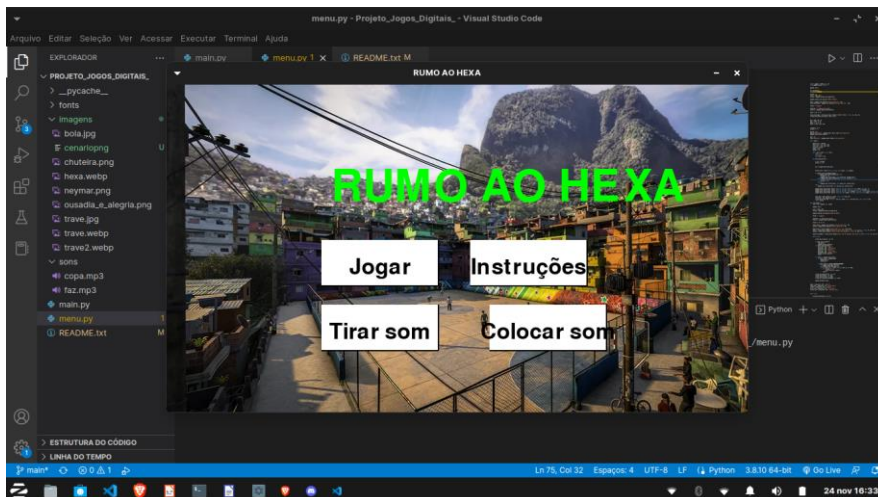 menu.py - Projeto_Jogos_Digitais_ - Visual Studio Code
Arquivo Editar Seleção Ver Acessar Executar Terminal Ajuda
EXPLORADOR
main.py
menu.py 1
README.txt M
PROJETO_JOGOS_DIGITAIS_
RUMO AO HEXA
__pycache__
fonts
imagens
bola.jpg
cenariopng U
chuteira.png
hexa.webp
neymar.png
ousadia_e_alegria.png
trave.jpg
trave.webp
trave2.webp
sons
copa.mp3
faz.mp3
main.py
menu.py 1
README.txt M
RUMO AO HEXA
Jogar
Instruções
Tirar som
Colocar som
Python
/menu.py
ESTRUTURA DO CÓDIGO
LINHA DO TEMPO
main* 0 1 Ln 75, Col 32 Espaços: 4 UTF-8 LF Python 3.8.10 64-bit Go Live
24 nov 16:33